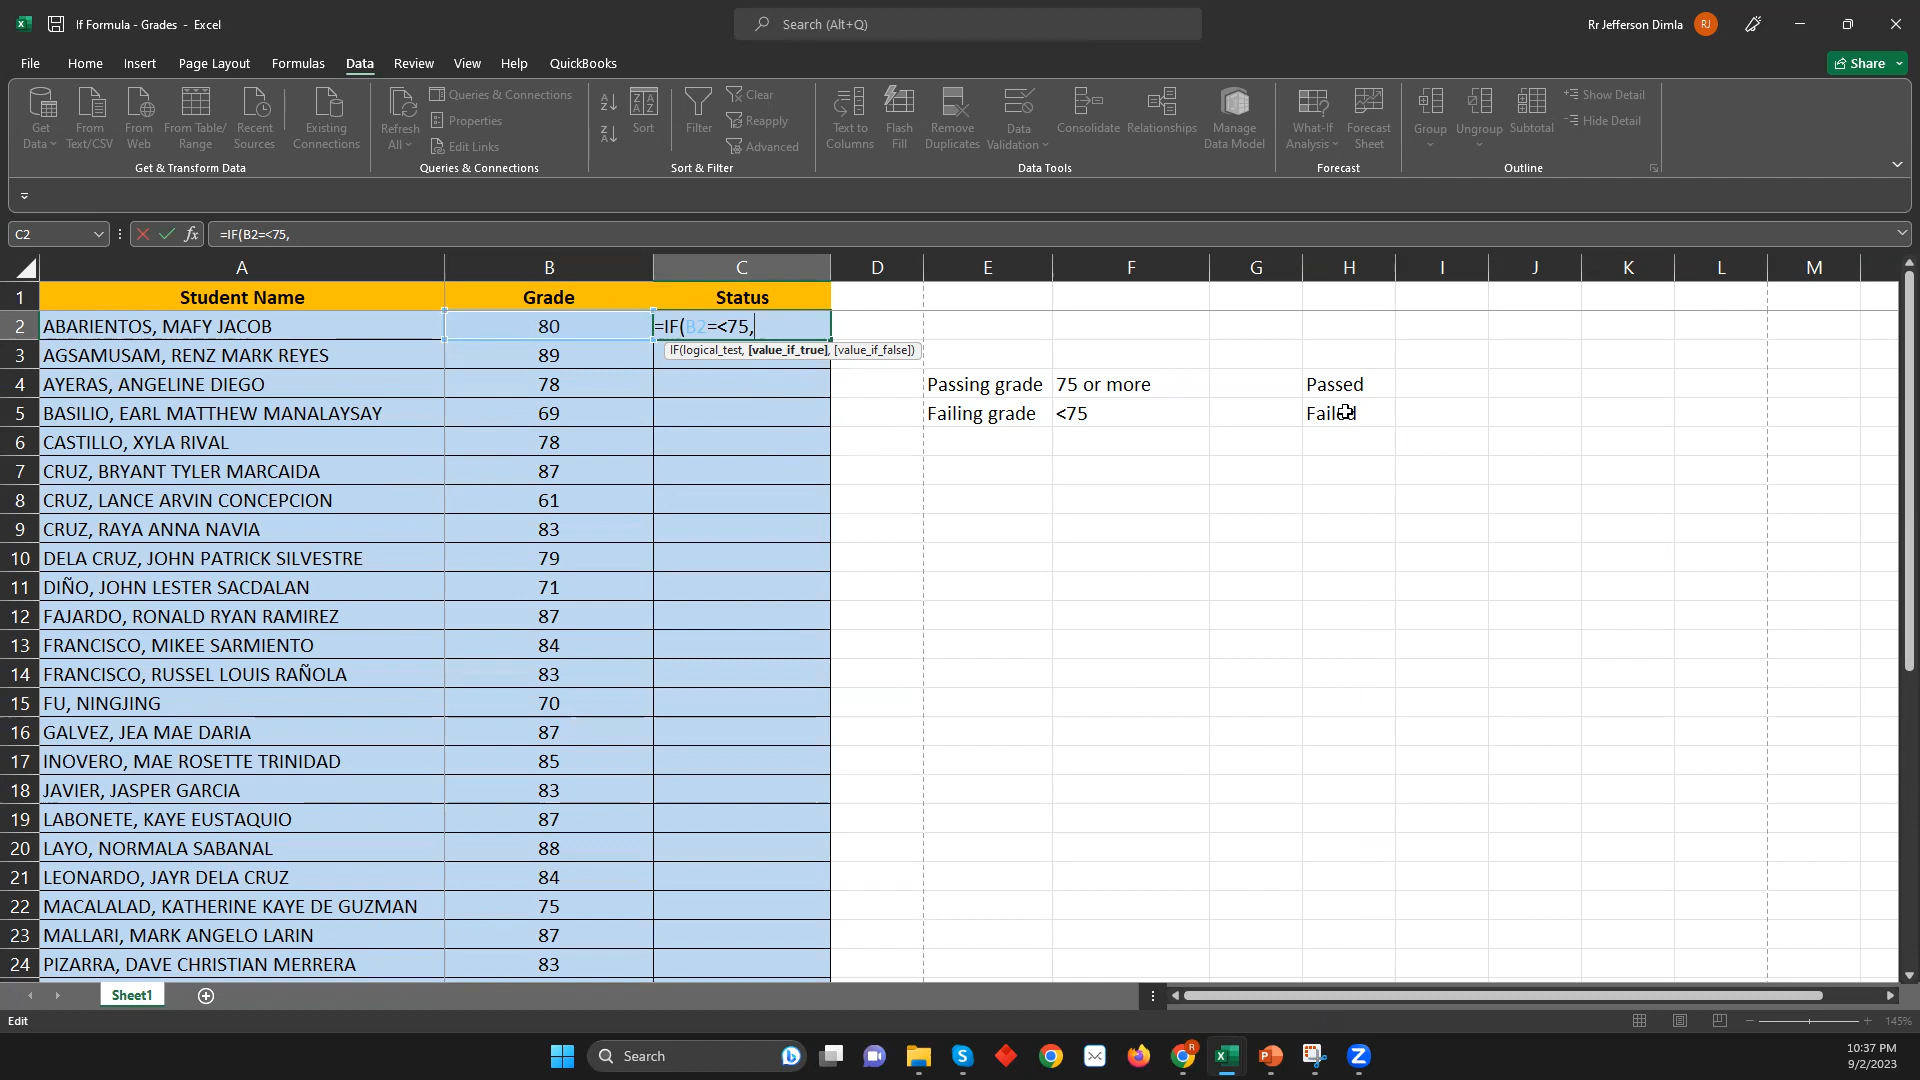 If Formula - Grades - Excel
Search (Alt+Q)
Rr Jefferson Dimla RJ
File Home Insert Page Layout Formulas Data Review View Help QuickBooks
Share
Get Data
From Text/CSV
From Web
From Table/ Range
Recent Sources
Existing Connections
Get & Transform Data
Refresh All
Queries & Connections
Properties
Edit Links
Queries & Connections
Sort
Filter
Clear
Reapply
Advanced
Sort & Filter
Text to Columns
Flash Fill
Remove Duplicates
Data Validation
Consolidate
Relationships
Manage Data Model
Data Tools
What-If Analysis
Forecast Sheet
Forecast
Group
Ungroup
Subtotal
Show Detail
Hide Detail
Outline
C2 fx =IF(B2=<75,
A B C D E F G H I J K L M
1 Student Name Grade Status
2 ABARIENTOS, MAFY JACOB 80 =IF(B2=<75,
IF(logical_test, [value_if_true], [value_if_false])
3 AGSAMUSAM, RENZ MARK REYES 89
4 AYERAS, ANGELINE DIEGO 78 Passing grade 75 or more Passed
5 BASILIO, EARL MATTHEW MANALAYSAY 69 Failing grade <75 Failed
6 CASTILLO, XYLA RIVAL 78
7 CRUZ, BRYANT TYLER MARCAIDA 87
8 CRUZ, LANCE ARVIN CONCEPCION 61
9 CRUZ, RAYA ANNA NAVIA 83
10 DELA CRUZ, JOHN PATRICK SILVESTRE 79
11 DIÑO, JOHN LESTER SACDALAN 71
12 FAJARDO, RONALD RYAN RAMIREZ 87
13 FRANCISCO, MIKEE SARMIENTO 84
14 FRANCISCO, RUSSEL LOUIS RAÑOLA 83
15 FU, NINGJING 70
16 GALVEZ, JEA MAE DARIA 87
17 INOVERO, MAE ROSETTE TRINIDAD 85
18 JAVIER, JASPER GARCIA 83
19 LABONETE, KAYE EUSTAQUIO 87
20 LAYO, NORMALA SABANAL 88
21 LEONARDO, JAYR DELA CRUZ 84
22 MACALALAD, KATHERINE KAYE DE GUZMAN 75
23 MALLARI, MARK ANGELO LARIN 87
24 PIZARRA, DAVE CHRISTIAN MERRERA 83
Sheet1
Edit
145%
Search
10:37 PM
9/2/2023